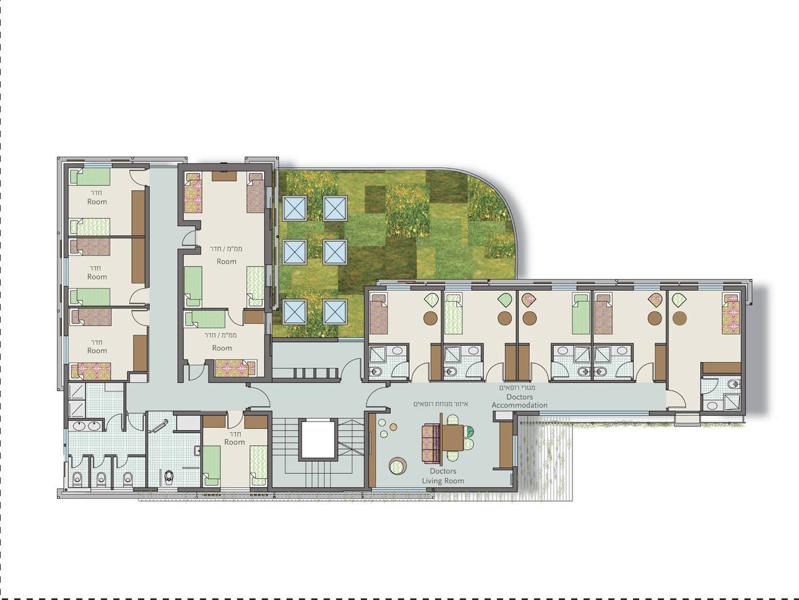 חדר
Room
חדר
Room
חדר
Room
ממ"מ / חדר
Room
ממ"מ / חדר
Room
חדר
Room
איזור מנוחת רופאים
Doctors
Living Room
מגורי רופאים
Doctors
Accommodation